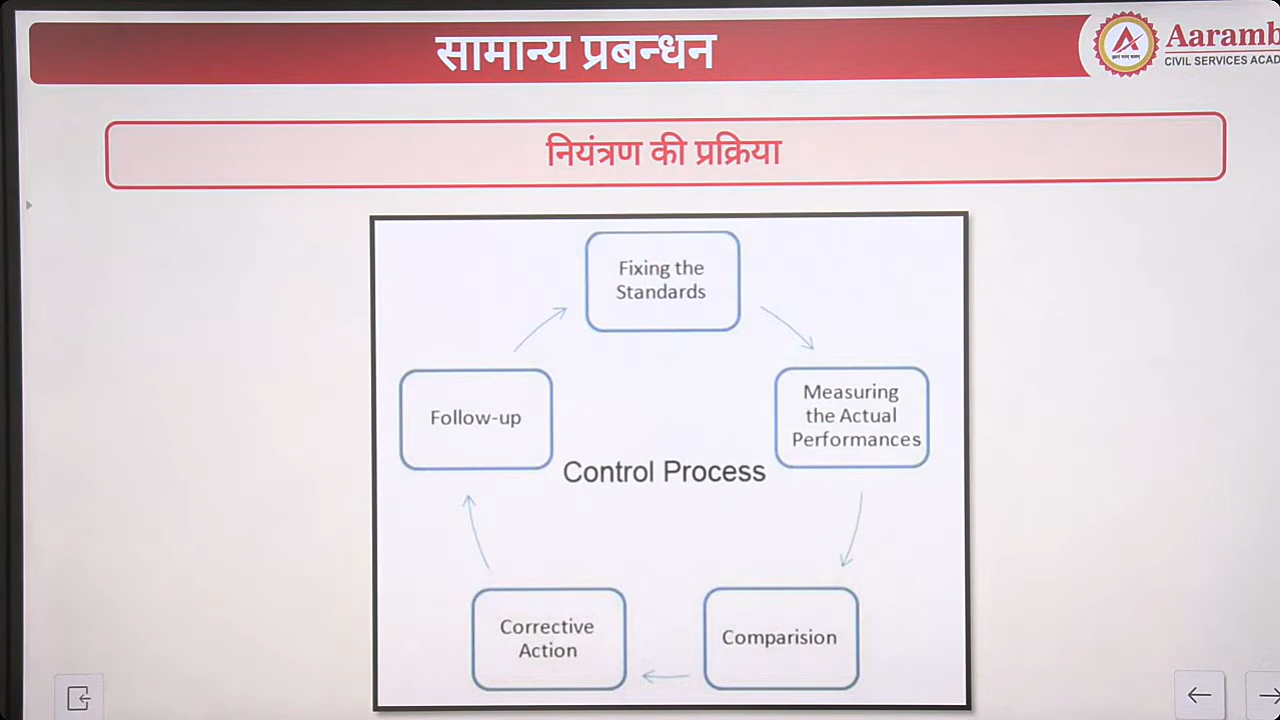 सामान्य प्रबन्धन
Aaramb
CIVIL SERVICES ACAD
नियंत्रण की प्रक्रिया
Fixing the
Standards
Measuring
the Actual
Performances
Follow-up
Control Process
Corrective
Action
Comparision